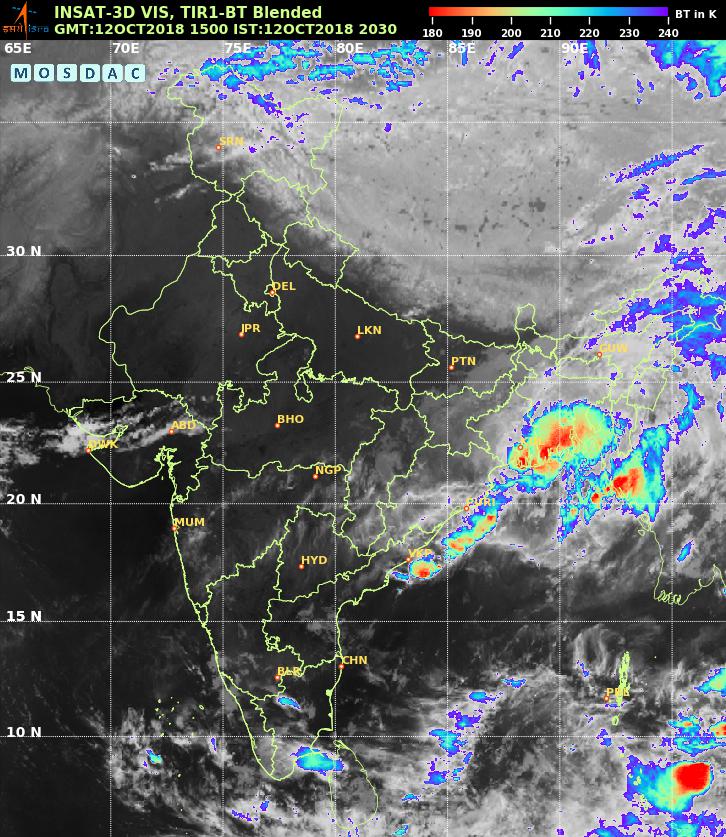 INSAT-3D VIS, TIR1-BT Blended
GMT:12OCT2018 1500 IST:12OCT2018 2030
BT in K
180 190 200 210 220 230 240
65E 70E 75E 80E 85E 90E
MOSDAC
SRN
30 N
DEL
JPR LKN
GUW
PTN
25 N
ABD BHO
DWK
NGP
20 N
PUR
MUM
VKP
HYD
15 N
CHN
BLR
PBL
10 N